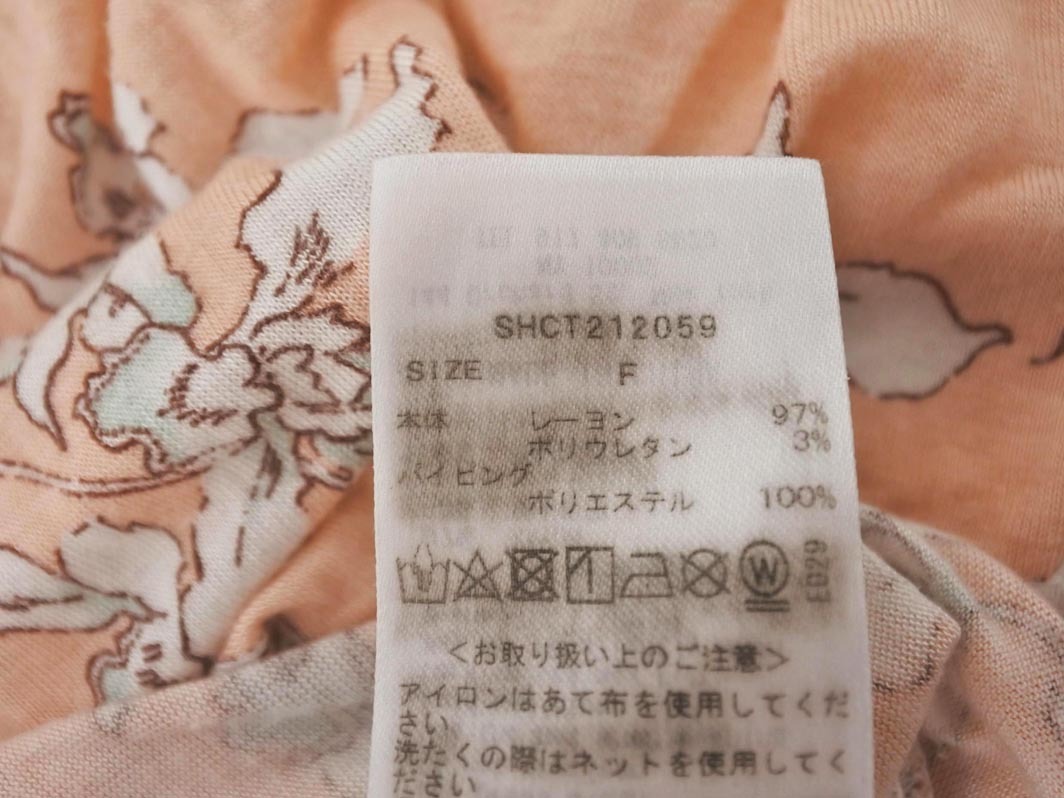 SHCT212059
SIZE F
本体 レーヨン 97%
ポリウレタン 3%
パイピング
ポリエステル 100%
W
<お取り扱い上のご注意>
アイロンはあて布を使用してくだ
さい
洗たくの際はネットを使用してく
ださい